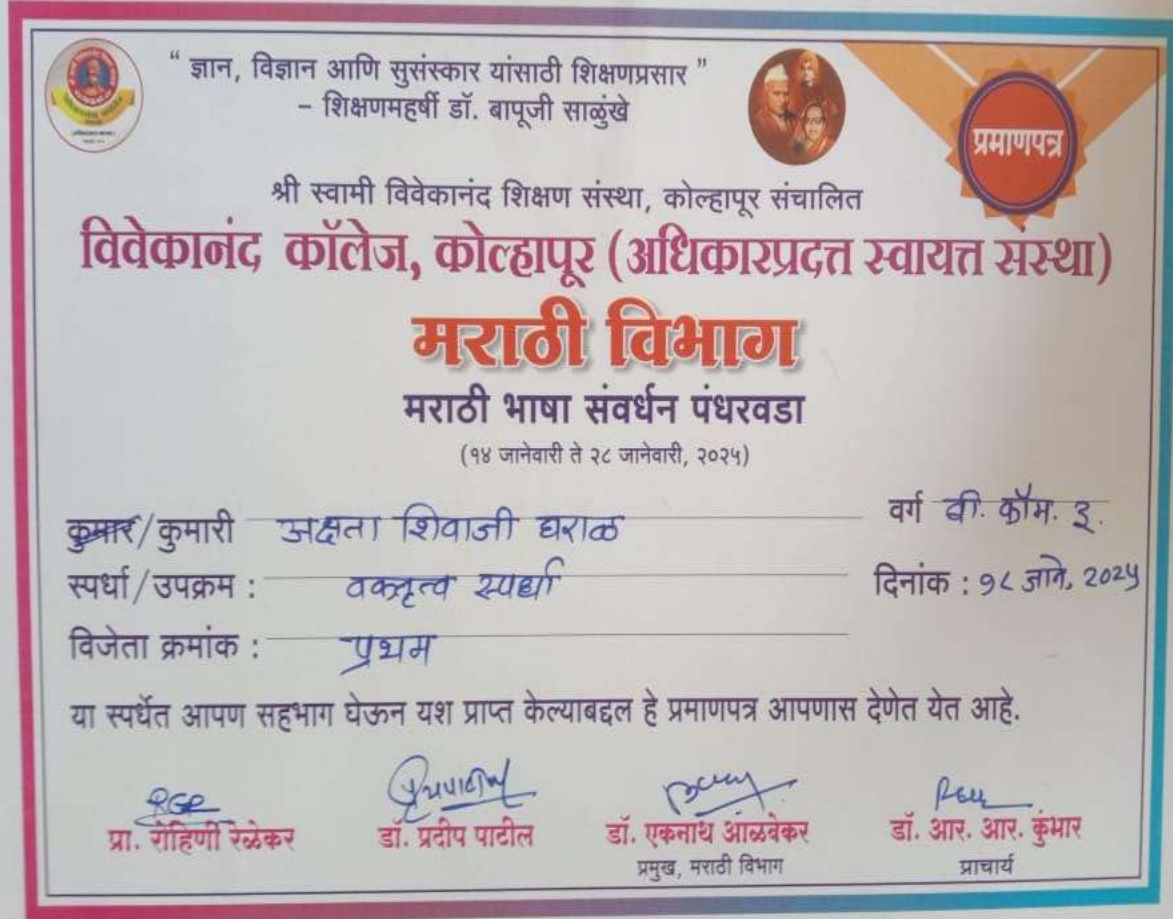 “ ज्ञान, विज्ञान आणि सुसंस्कार यांसाठी शिक्षणप्रसार ”
– शिक्षणमहर्षी डॉ. बापूजी साळुंखे
प्रमाणपत्र
श्री स्वामी विवेकानंद शिक्षण संस्था, कोल्हापूर संचालित
विवेकानंद कॉलेज, कोल्हापूर (अधिकारप्रदत्त स्वायत्त संस्था)
मराठी विभाग
मराठी भाषा संवर्धन पंधरवडा
(१४ जानेवारी ते २८ जानेवारी, २०२५)
कुमार/कुमारी अक्षता शिवाजी घराळ वर्ग बी. कॉम. इ.
स्पर्धा/उपक्रम : वक्तृत्व स्पर्धा दिनांक : १८ जाने, २०२५
विजेता क्रमांक : प्रथम
या स्पर्धेत आपण सहभाग घेऊन यश प्राप्त केल्याबद्दल हे प्रमाणपत्र आपणास देणेत येत आहे.
प्रा. रोहिणी रेळेकर डॉ. प्रदीप पाटील डॉ. एकनाथ आळवेकर डॉ. आर. आर. कुंभार
प्रमुख, मराठी विभाग प्राचार्य